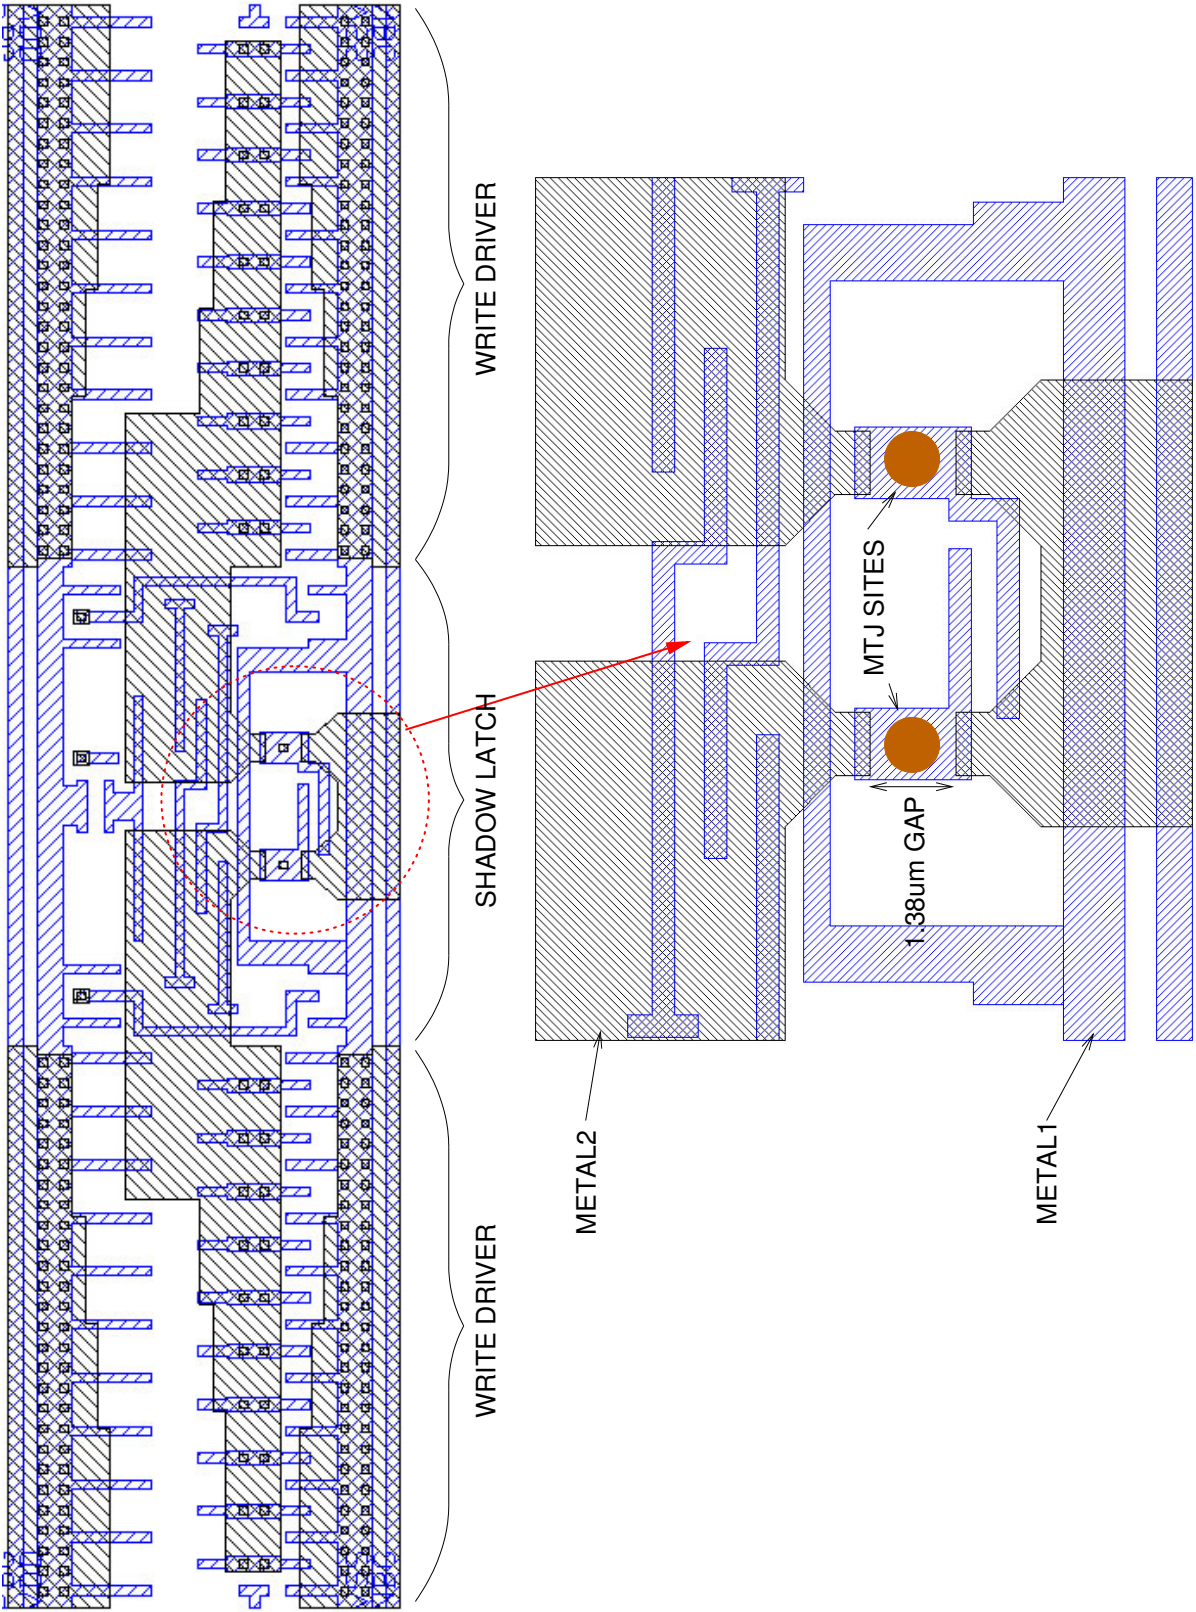 WRITE DRIVER
SHADOW LATCH
WRITE DRIVER
METAL2
MTJ SITES
1.38um GAP
METAL1